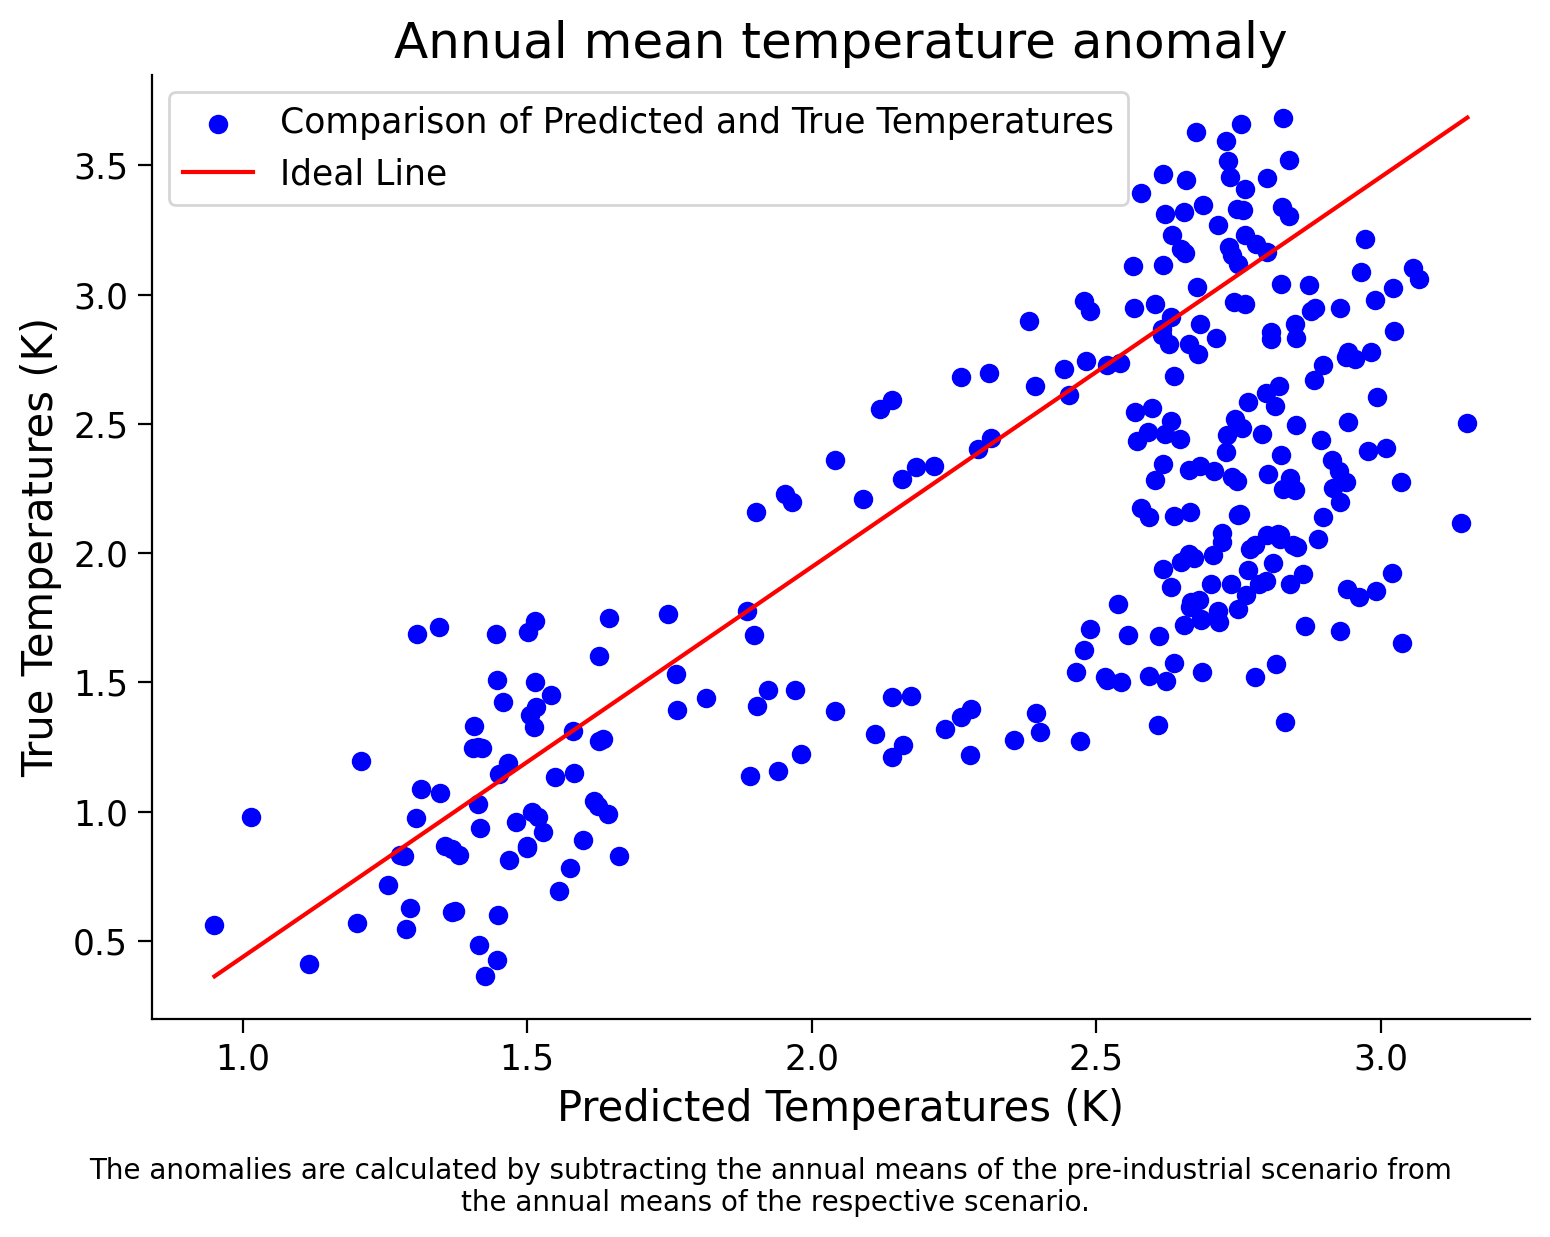 Annual mean temperature anomaly
Comparison of Predicted and True Temperatures
Ideal Line
True Temperatures (K)
3.5
3.0
2.5
2.0
1.5
1.0
0.5
1.0 1.5 2.0 2.5 3.0
Predicted Temperatures (K)
The anomalies are calculated by subtracting the annual means of the pre-industrial scenario from
the annual means of the respective scenario.